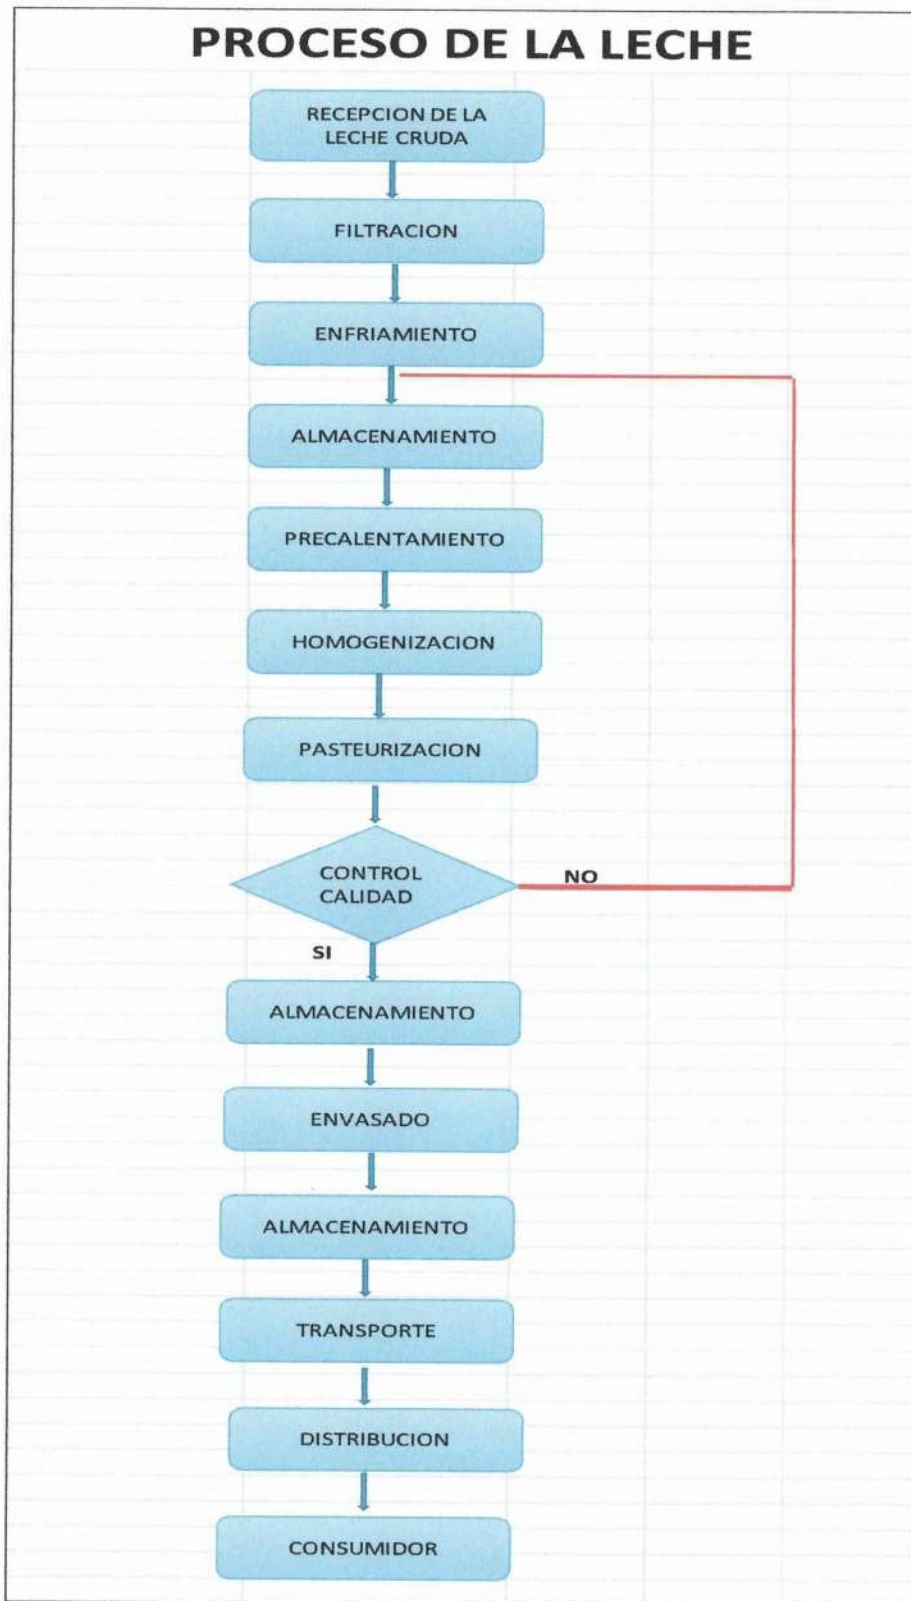 PROCESO DE LA LECHE
RECEPCION DE LA
LECHE CRUDA
FILTRACION
ENFRIAMIENTO
ALMACENAMIENTO
PRECALENTAMIENTO
HOMOGENIZACION
PASTEURIZACION
CONTROL
CALIDAD
NO
SI
ALMACENAMIENTO
ENVASADO
ALMACENAMIENTO
TRANSPORTE
DISTRIBUCION
CONSUMIDOR